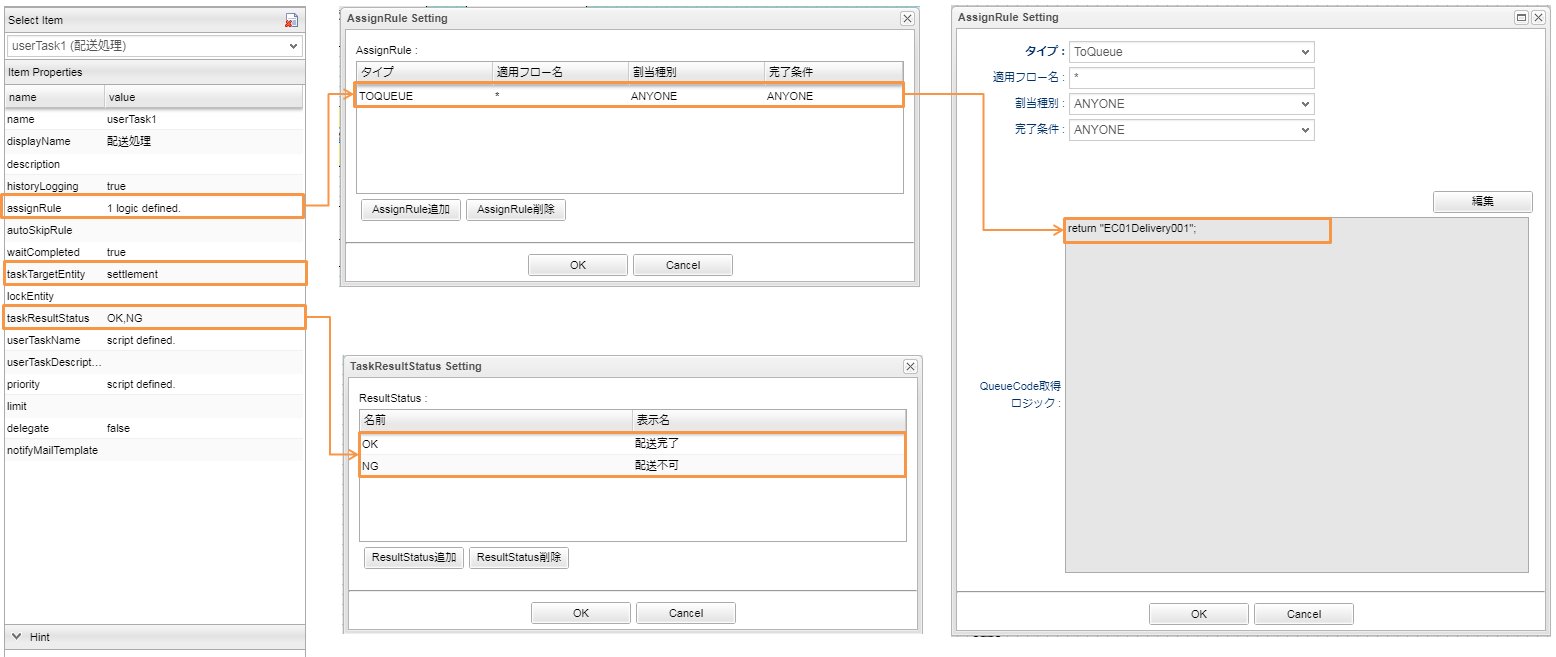 Select Item
userTask1 (配送処理)
Item Properties
name value
name userTask1
displayName 配送処理
description
historyLogging true
assignRule 1 logic defined.
autoSkipRule
waitCompleted true
taskTargetEntity settlement
lockEntity
taskResultStatus OK,NG
userTaskName script defined.
userTaskDescript...
priority script defined.
limit
delegate false
notifyMailTemplate
Hint
AssignRule Setting
AssignRule :
タイプ 適用フロー名 割当種別 完了条件
TOQUEUE * ANYONE ANYONE
AssignRule追加 AssignRule削除
OK Cancel
TaskResultStatus Setting
ResultStatus :
名前 表示名
OK 配送完了
NG 配送不可
ResultStatus追加 ResultStatus削除
OK Cancel
AssignRule Setting
タイプ : ToQueue
適用フロー名 : *
割当種別 : ANYONE
完了条件 : ANYONE
編集
return "EC01Delivery001";
QueueCode取得
ロジック :
OK Cancel